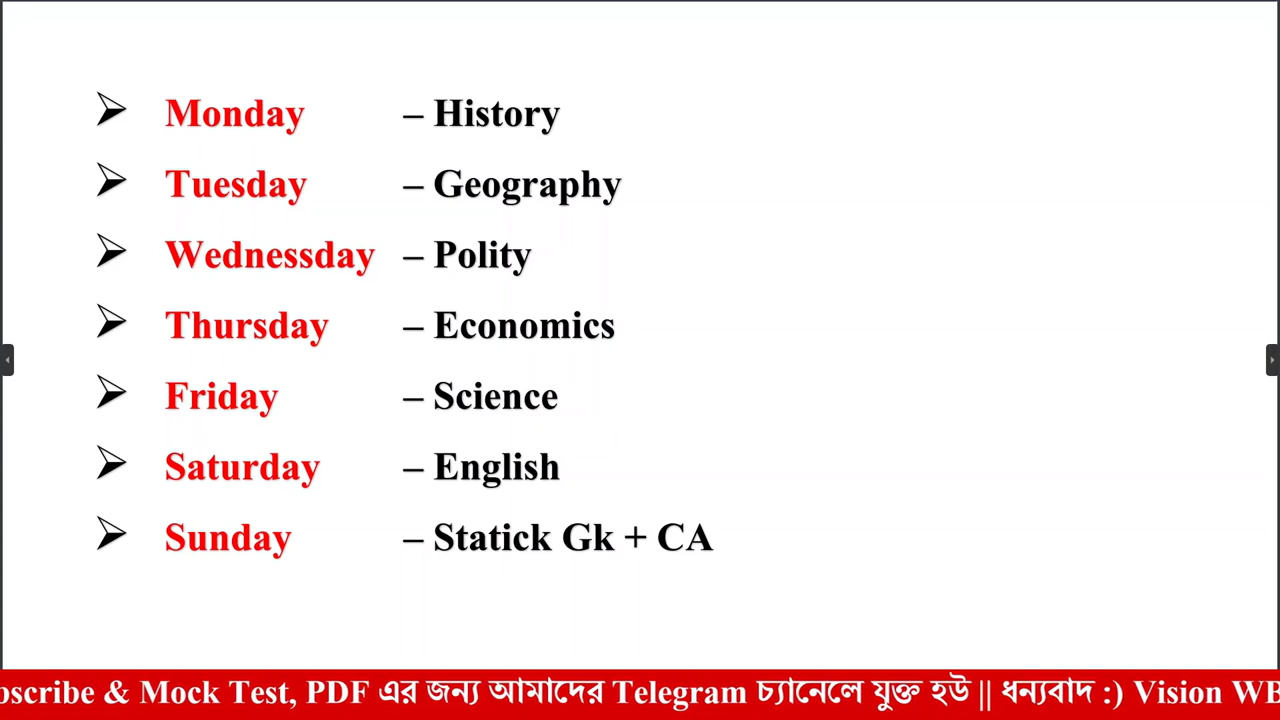 ➢ Monday – History
➢ Tuesday – Geography
➢ Wednessday – Polity
➢ Thursday – Economics
➢ Friday – Science
➢ Saturday – English
➢ Sunday – Statick Gk + CA
bscribe & Mock Test, PDF এর জন্য আমাদের Telegram চ্যানেলে যুক্ত হউ || ধন্যবাদ :) Vision WB